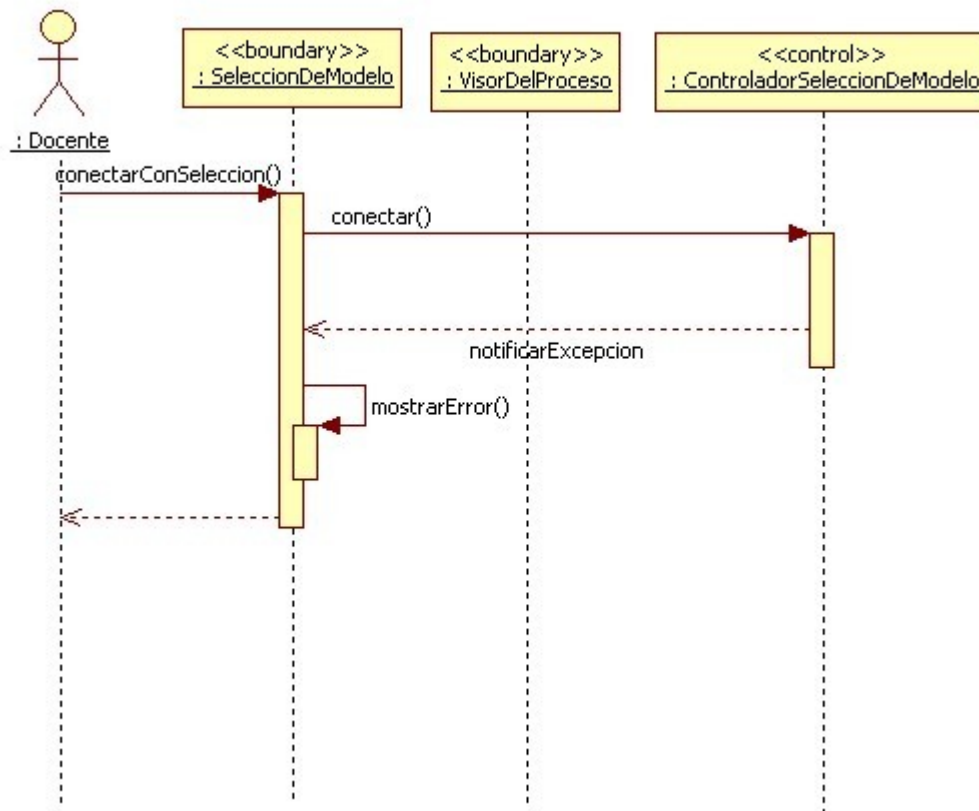 <<boundary>>
: SeleccionDeModelo
<<boundary>>
: VisorDelProceso
<<control>>
: ControladorSeleccionDeModelo
: Docente
conectarConSeleccion()
conectar()
notificarExcepcion
mostrarError()